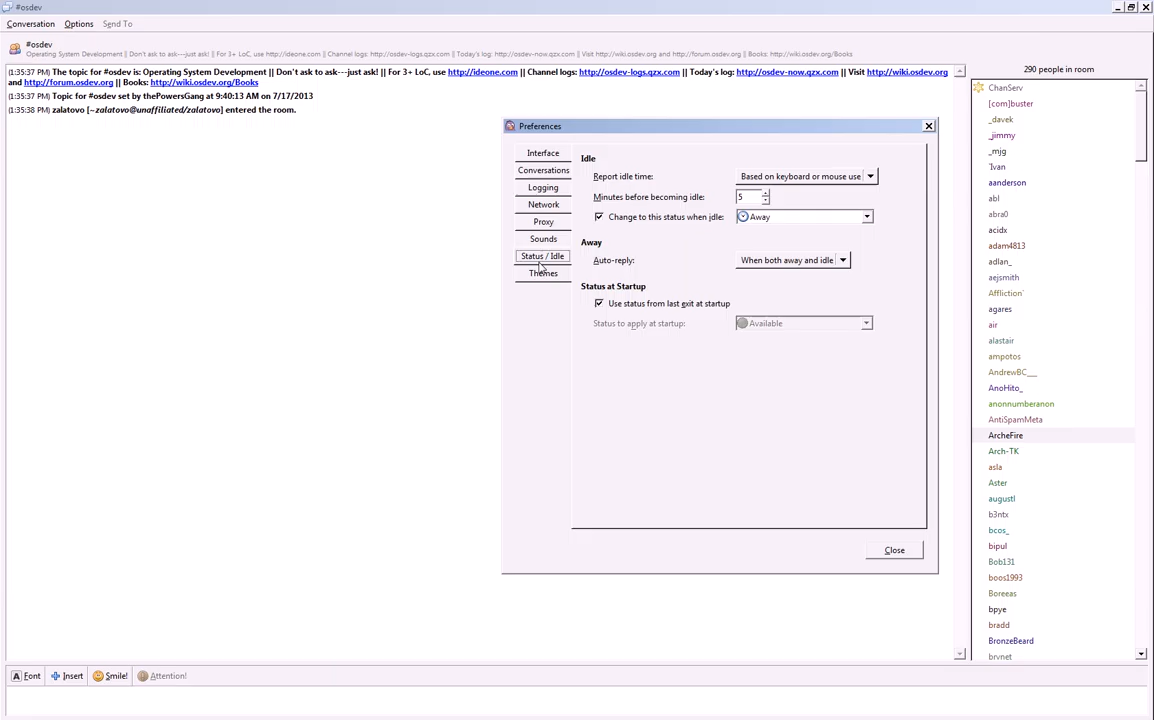 #osdev
Conversation Options Send To
#osdev
Operating System Development || Don't ask to ask---just ask! || For 3+ LoC, use http://ideone.com || Channel logs: http://osdev-logs.qzx.com || Today's log: http://osdev-now.qzx.com || Visit http://wiki.osdev.org and http://forum.osdev.org || Books: http://wiki.osdev.org/Books
(1:35:37 PM) The topic for #osdev is: Operating System Development || Don't ask to ask---just ask! || For 3+ LoC, use http://ideone.com || Channel logs: http://osdev-logs.qzx.com || Today's log: http://osdev-now.qzx.com || Visit http://wiki.osdev.org
and http://forum.osdev.org || Books: http://wiki.osdev.org/Books
(1:35:37 PM) Topic for #osdev set by thePowersGang at 9:40:13 AM on 7/17/2013
(1:35:38 PM) zalatovo [~zalatovo@unaffiliated/zalatovo] entered the room.
Preferences
Interface
Conversations
Logging
Network
Proxy
Sounds
Status / Idle
Themes
Idle
Report idle time: Based on keyboard or mouse use
Minutes before becoming idle: 5
Change to this status when idle: Away
Away
Auto-reply: When both away and idle
Status at Startup
Use status from last exit at startup
Status to apply at startup: Available
Close
290 people in room
ChanServ
[com]buster
_davek
_jimmy
_mjg
'Ivan
aanderson
abl
abra0
acidx
adam4813
adlan_
aejsmith
Affliction`
agares
air
alastair
ampotos
AndrewBC___
AnoHito_
anonnumberanon
AntiSpamMeta
ArcheFire
Arch-TK
asla
Aster
augustl
b3ntx
bcos_
bipul
Bob131
boos1993
Boreeas
bpye
bradd
BronzeBeard
brvnet
Font Insert Smile! Attention!